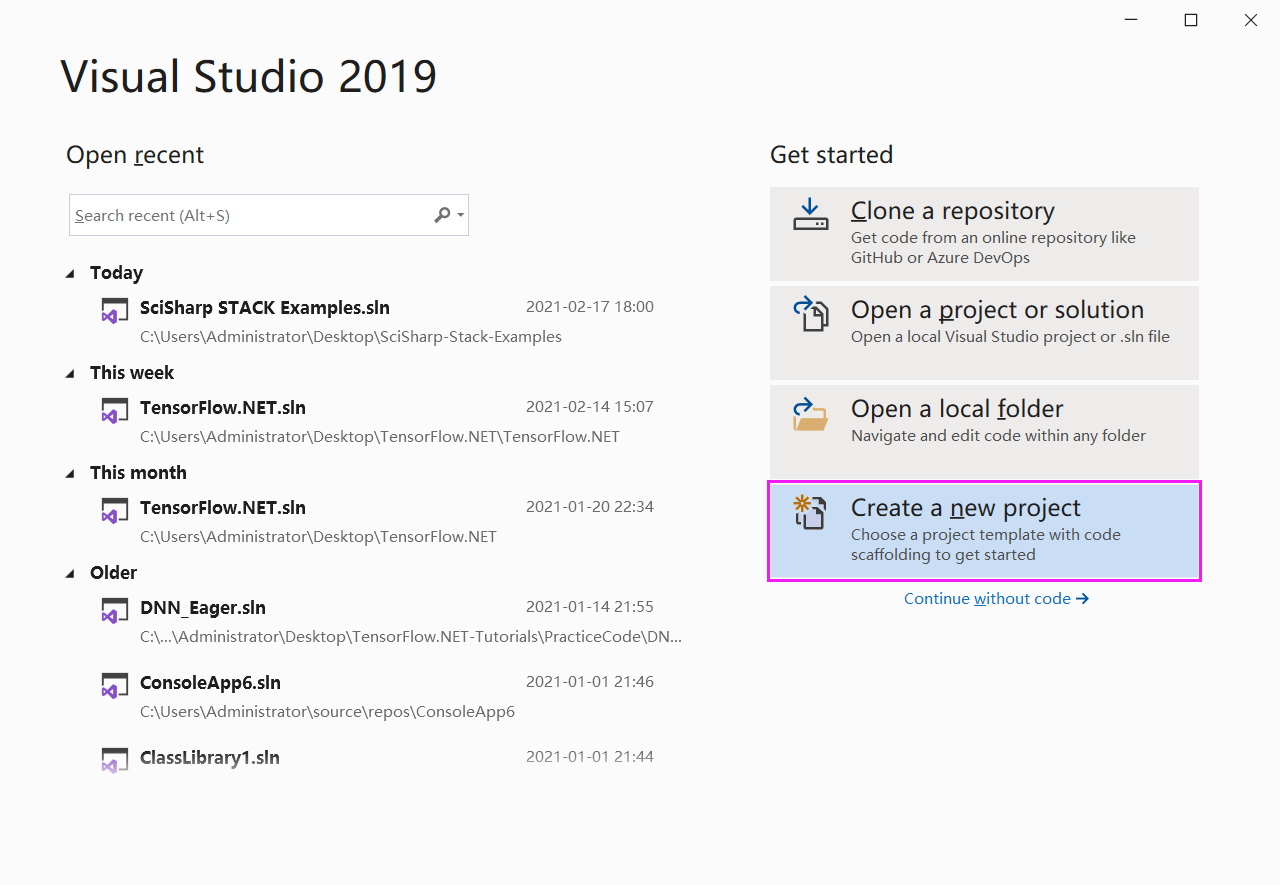 Visual Studio 2019
Open recent
Search recent (Alt+S)
Today
SciSharp STACK Examples.sln 2021-02-17 18:00
C:\Users\Administrator\Desktop\SciSharp-Stack-Examples
This week
TensorFlow.NET.sln 2021-02-14 15:07
C:\Users\Administrator\Desktop\TensorFlow.NET\TensorFlow.NET
This month
TensorFlow.NET.sln 2021-01-20 22:34
C:\Users\Administrator\Desktop\TensorFlow.NET
Older
DNN_Eager.sln 2021-01-14 21:55
C:\...\Administrator\Desktop\TensorFlow.NET-Tutorials\PracticeCode\DN...
ConsoleApp6.sln 2021-01-01 21:46
C:\Users\Administrator\source\repos\ConsoleApp6
ClassLibrary1.sln 2021-01-01 21:44
Get started
Clone a repository
Get code from an online repository like
GitHub or Azure DevOps
Open a project or solution
Open a local Visual Studio project or .sln file
Open a local folder
Navigate and edit code within any folder
Create a new project
Choose a project template with code
scaffolding to get started
Continue without code →